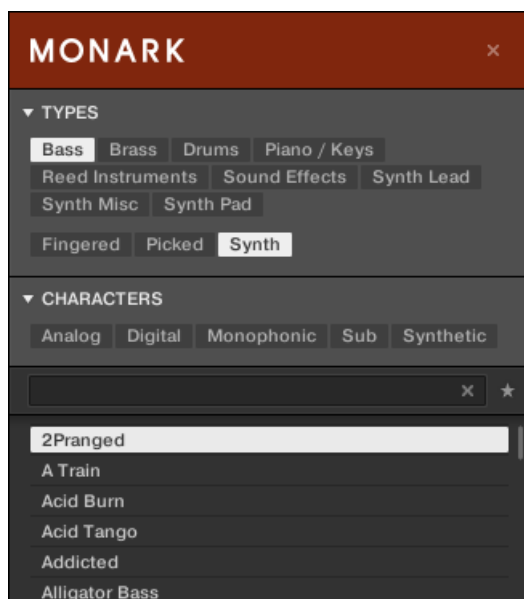 MONARK
TYPES
Bass Brass Drums Piano / Keys
Reed Instruments Sound Effects Synth Lead
Synth Misc Synth Pad
Fingered Picked Synth
CHARACTERS
Analog Digital Monophonic Sub Synthetic
2Pranged
A Train
Acid Burn
Acid Tango
Addicted
Alligator Bass